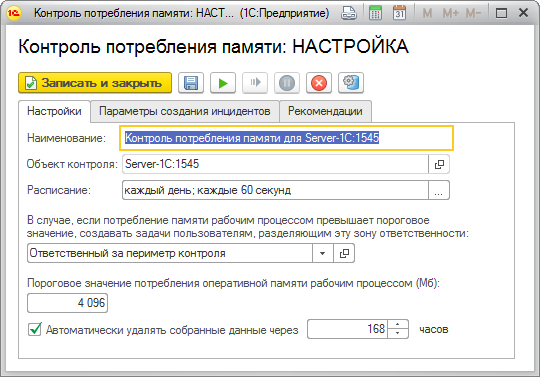 Контроль потребления памяти: НАСТ... (1С:Предприятие)
M M+ M-
Контроль потребления памяти: НАСТРОЙКА
Записать и закрыть
Настройки Параметры создания инцидентов Рекомендации
Наименование: Контроль потребления памяти для Server-1C:1545
Объект контроля: Server-1C:1545
Расписание: каждый день; каждые 60 секунд ...
В случае, если потребление памяти рабочим процессом превышает пороговое
значение, создавать задачи пользователям, разделяющим эту зону ответственности:
Ответственный за периметр контроля
Пороговое значение потребления оперативной памяти рабочим процессом (Мб):
4 096
Автоматически удалять собранные данные через 168 часов